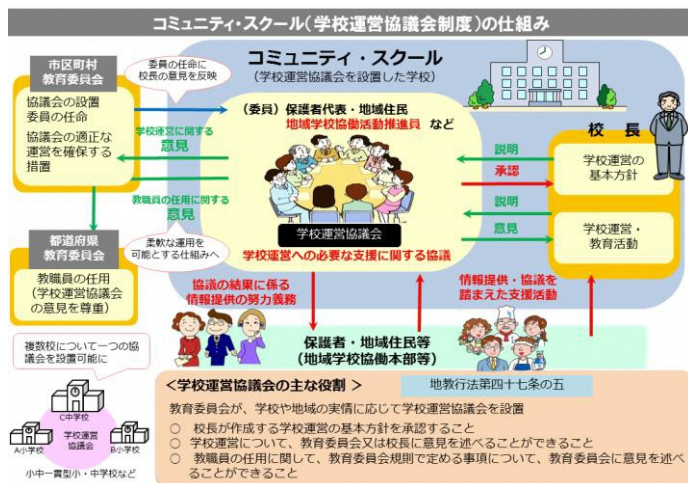 コミュニティ・スクール(学校運営協議会制度)の仕組み
市区町村
教育委員会
協議会の設置
委員の任命
協議会の適正な
運営を確保する
措置
委員の任命に
校長の意見を反映
コミュニティ・スクール
(学校運営協議会を設置した学校)
(委員)保護者代表・地域住民
地域学校協働活動推進員 など
学校運営に関する
意見
教職員の任用に関する
意見
柔軟な運用を
可能とする仕組みへ
都道府県
教育委員会
教職員の任用
(学校運営協議会
の意見を尊重)
学校運営協議会
学校運営への必要な支援に関する協議
校 長
説明
承認
学校運営の
基本方針
説明
意見
学校運営・
教育活動
協議の結果に係る
情報提供の努力義務
情報提供・協議を
踏まえた支援活動
保護者・地域住民等
(地域学校協働本部等)
複数校について一つの協
議会を設置可能に
C中学校
学校運営
協議会
A小学校
B小学校
小中一貫型小・中学校など
<学校運営協議会の主な役割 >
地教行法第四十七条の五
教育委員会が、学校や地域の実情に応じて学校運営協議会を設置
○ 校長が作成する学校運営の基本方針を承認すること
○ 学校運営について、教育委員会又は校長に意見を述べることができること
○ 教職員の任用に関して、教育委員会規則で定める事項について、教育委員会に意見を述べ
ることができること